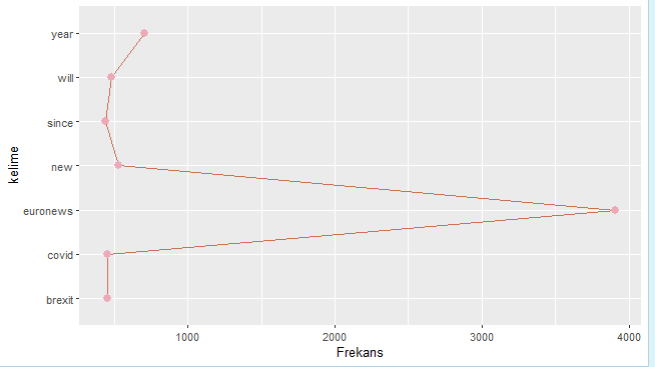 year
will
since
new
euronews
covid
brexit
kelime
1000
2000
3000
4000
Frekans